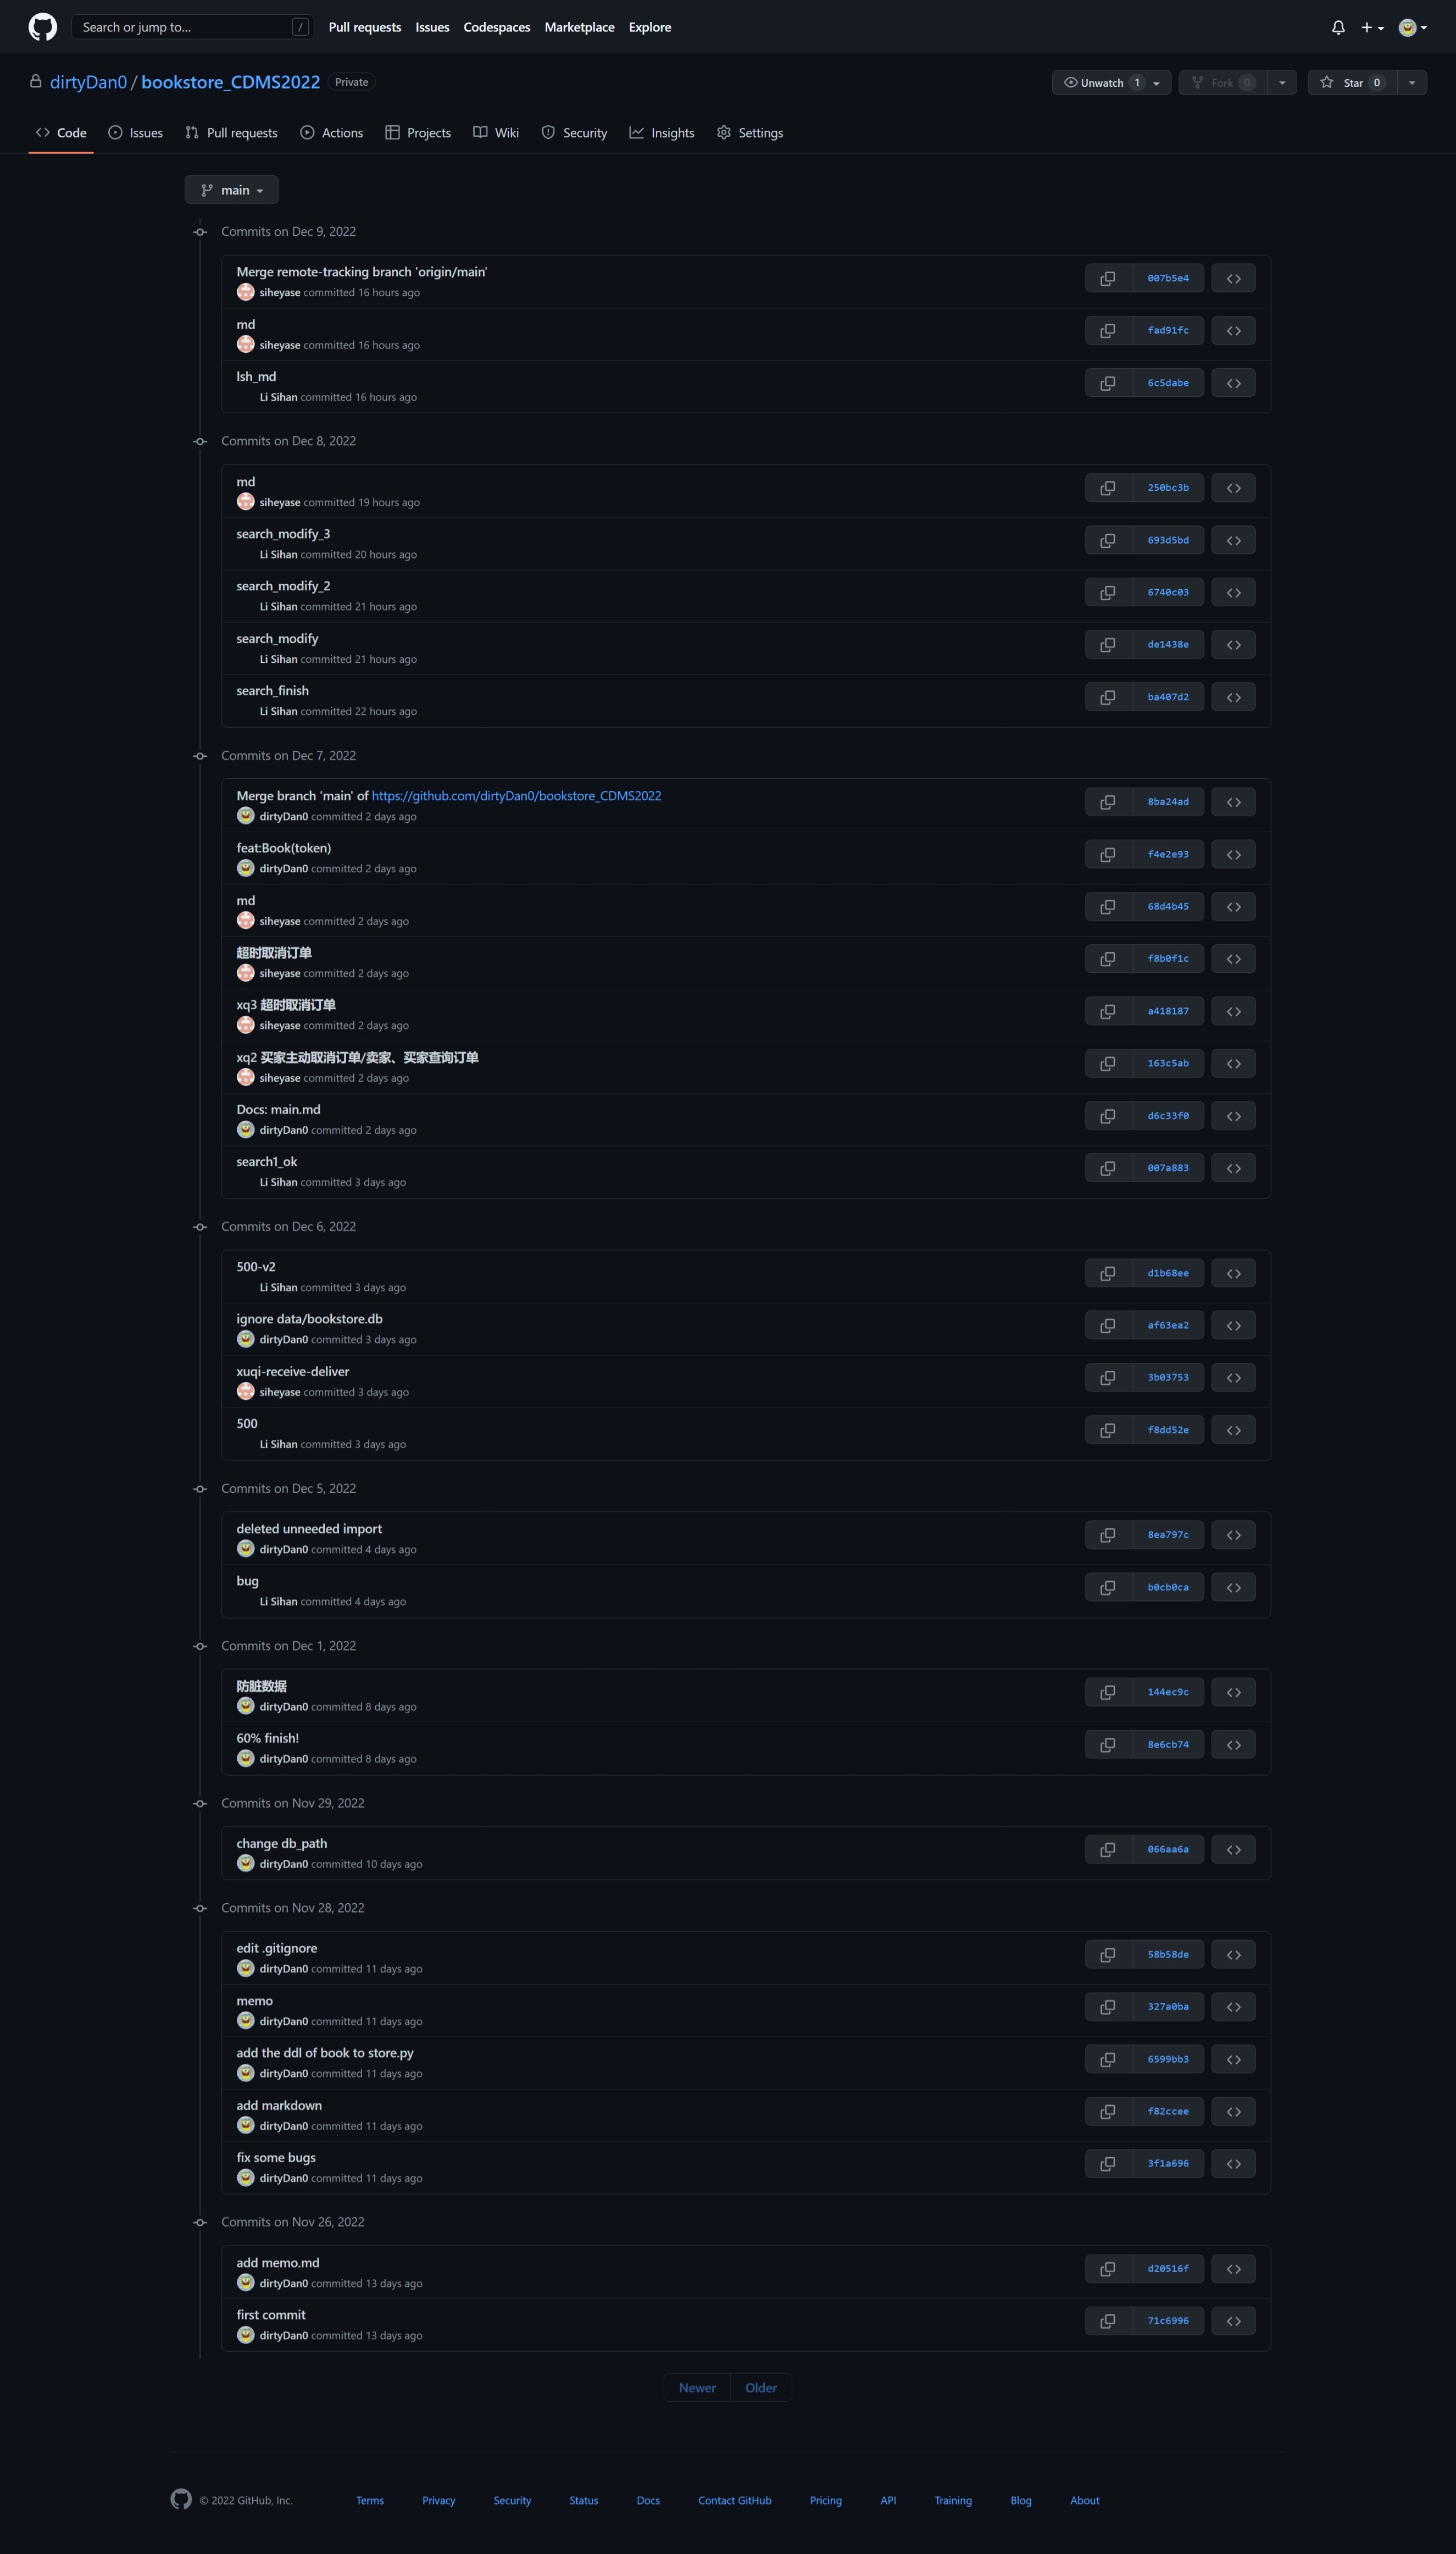 Search or jump to... /
Pull requests Issues Codespaces Marketplace Explore
dirtyDan0 / bookstore_CDMS2022 Private
Unwatch 1 Fork 0 Star 0
Code Issues Pull requests Actions Projects Wiki Security Insights Settings
main
Commits on Dec 9, 2022
Merge remote-tracking branch 'origin/main'
007b5e4
siheyase committed 16 hours ago
md
fad91fc
siheyase committed 16 hours ago
lsh_md
6c5dabe
Li Sihan committed 16 hours ago
Commits on Dec 8, 2022
md
250bc3b
siheyase committed 19 hours ago
search_modify_3
693d5bd
Li Sihan committed 20 hours ago
search_modify_2
6740c03
Li Sihan committed 21 hours ago
search_modify
de1438e
Li Sihan committed 21 hours ago
search_finish
ba407d2
Li Sihan committed 22 hours ago
Commits on Dec 7, 2022
Merge branch 'main' of https://github.com/dirtyDan0/bookstore_CDMS2022
8ba24ad
dirtyDan0 committed 2 days ago
feat:Book(token)
f4e2e93
dirtyDan0 committed 2 days ago
md
68d4b45
siheyase committed 2 days ago
超时取消订单
f8b0f1c
siheyase committed 2 days ago
xq3 超时取消订单
a418187
siheyase committed 2 days ago
xq2 买家主动取消订单/卖家、买家查询订单
163c5ab
siheyase committed 2 days ago
Docs: main.md
d6c33f0
dirtyDan0 committed 2 days ago
search1_ok
007a883
Li Sihan committed 3 days ago
Commits on Dec 6, 2022
500-v2
d1b68ee
Li Sihan committed 3 days ago
ignore data/bookstore.db
af63ea2
dirtyDan0 committed 3 days ago
xuqi-receive-deliver
3b03753
siheyase committed 3 days ago
500
f8dd52e
Li Sihan committed 3 days ago
Commits on Dec 5, 2022
deleted unneeded import
8ea797c
dirtyDan0 committed 4 days ago
bug
b0cb0ca
Li Sihan committed 4 days ago
Commits on Dec 1, 2022
防脏数据
144ec9c
dirtyDan0 committed 8 days ago
60% finish!
8e6cb74
dirtyDan0 committed 8 days ago
Commits on Nov 29, 2022
change db_path
066aa6a
dirtyDan0 committed 10 days ago
Commits on Nov 28, 2022
edit .gitignore
58b58de
dirtyDan0 committed 11 days ago
memo
327a0ba
dirtyDan0 committed 11 days ago
add the ddl of book to store.py
6599bb3
dirtyDan0 committed 11 days ago
add markdown
f82ccee
dirtyDan0 committed 11 days ago
fix some bugs
3f1a696
dirtyDan0 committed 11 days ago
Commits on Nov 26, 2022
add memo.md
d20516f
dirtyDan0 committed 13 days ago
first commit
71c6996
dirtyDan0 committed 13 days ago
Newer Older
© 2022 GitHub, Inc. Terms Privacy Security Status Docs Contact GitHub Pricing API Training Blog About